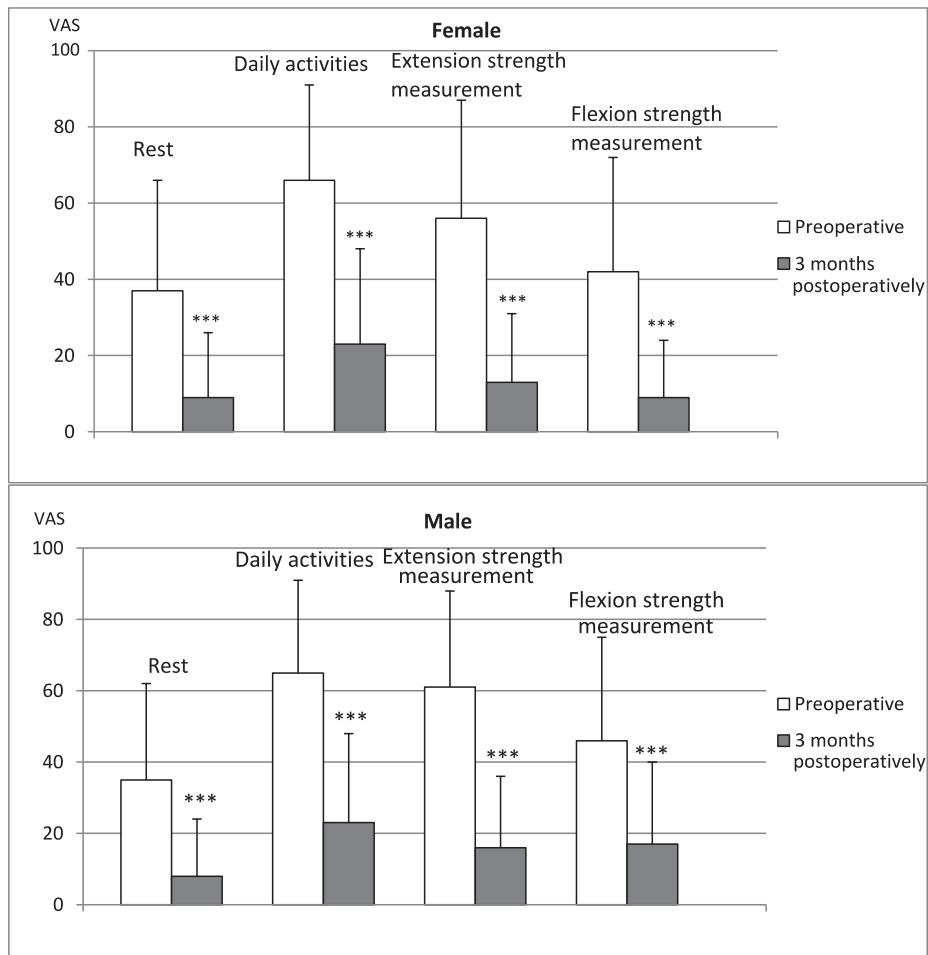 VAS
Female
100
Daily activities
Extension strength
measurement
Flexion strength
measurement
80
Rest
60
Preoperative
***
40
3 months
postoperatively
***
***
***
20
0
VAS
Male
100
Daily activities
Extension strength
measurement
80
Flexion strength
measurement
Rest
60
Preoperative
***
40
***
***
3 months
postoperatively
***
20
0